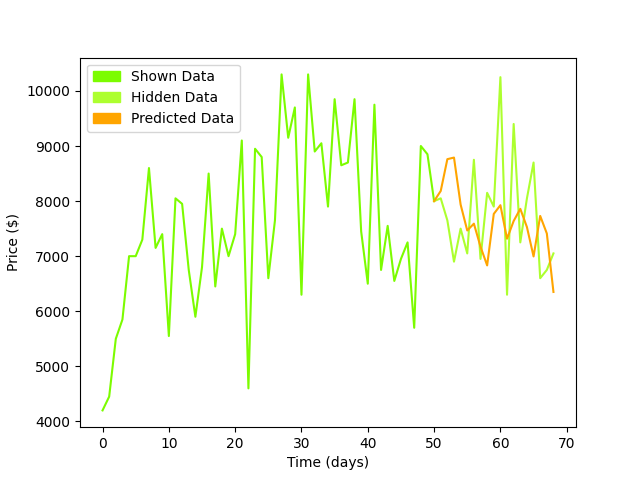 Shown Data
Hidden Data
Predicted Data
10000
9000
8000
7000
6000
5000
4000
Price ($)
0 10 20 30 40 50 60 70
Time (days)